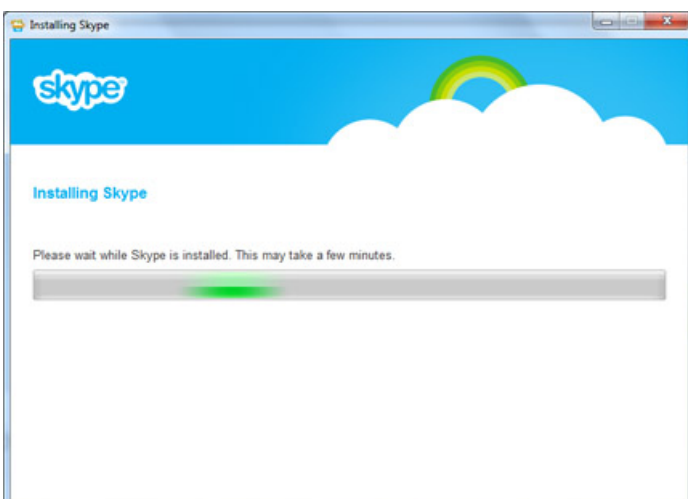 Installing Skype
skype
Installing Skype
Please wait while Skype is installed. This may take a few minutes.